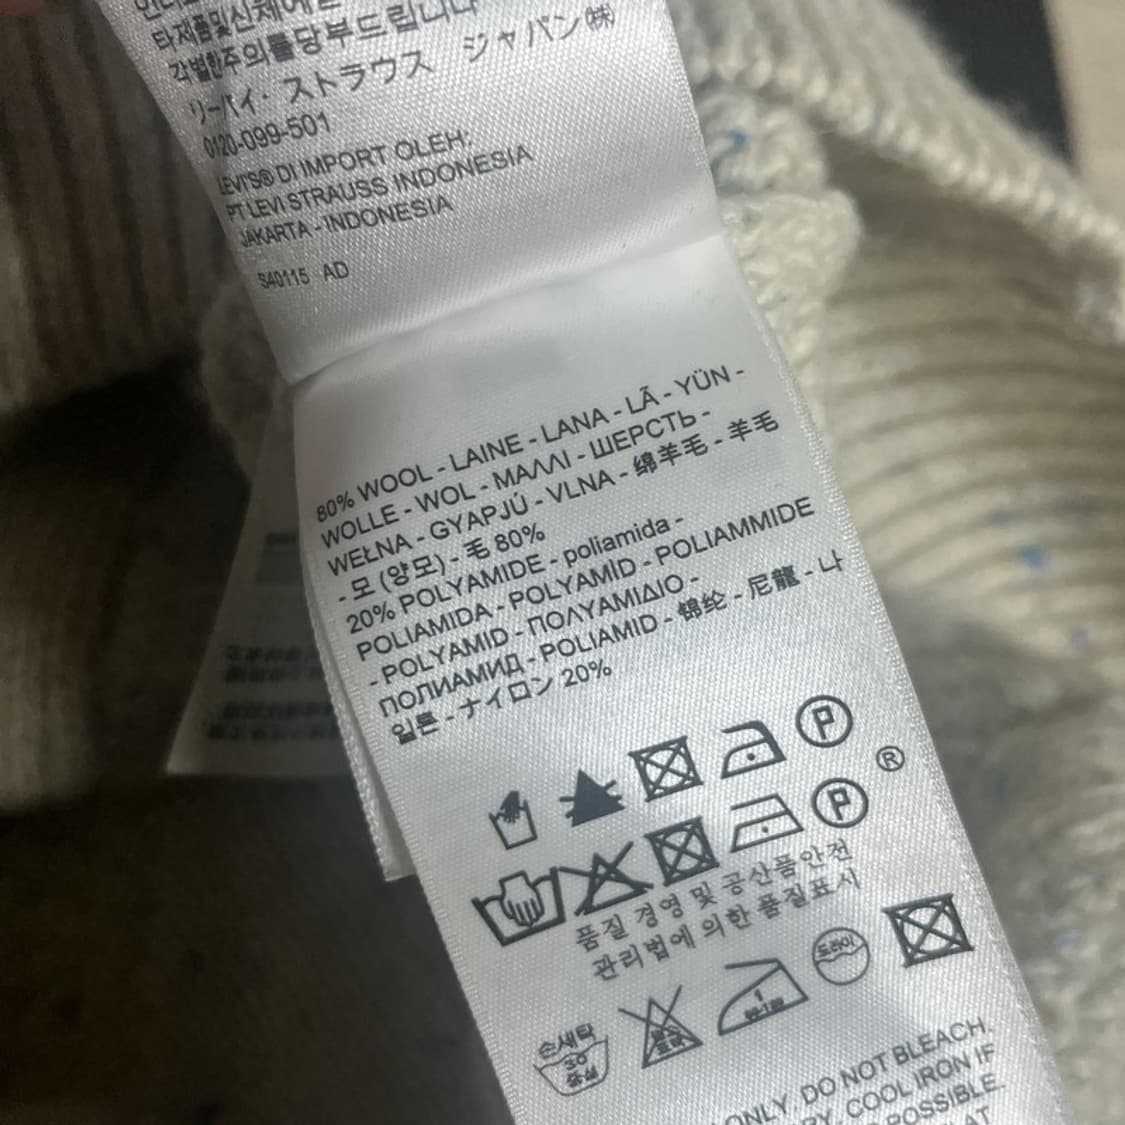 타제품및신체에
각별한주의를당부드립니다
リーバイ・ストラウス ジャパン㈱
0120-099-501
LEVI'S® DI IMPORT OLEH:
PT LEVI STRAUSS INDONESIA
JAKARTA - INDONESIA
S40115 AD
80% WOOL - LAINE - LANA - LÃ - YÜN -
WOLLE - WOL - ΜΑΛΛΙ - ШЕРСТЬ -
WEŁNA - GYAPJÚ - VLNA - 绵羊毛 - 羊毛
- 모 (양모) - 毛 80%
20% POLYAMIDE - poliamida -
POLIAMIDA - POLYAMİD - POLIAMMIDE
- POLYAMID - ΠΟΛΥΑΜΙΔΙΟ -
ПОЛИАМИД - POLIAMID - 锦纶 - 尼龍 - 나
일론 - ナイロン 20%
P
®
P
품질 경영 및 공산품안전
관리법에 의한 품질표시
드라이
1
손세탁
30
중성
ONLY. DO NOT BLEACH.
COOL IRON IF
POSSIBLE.
AT